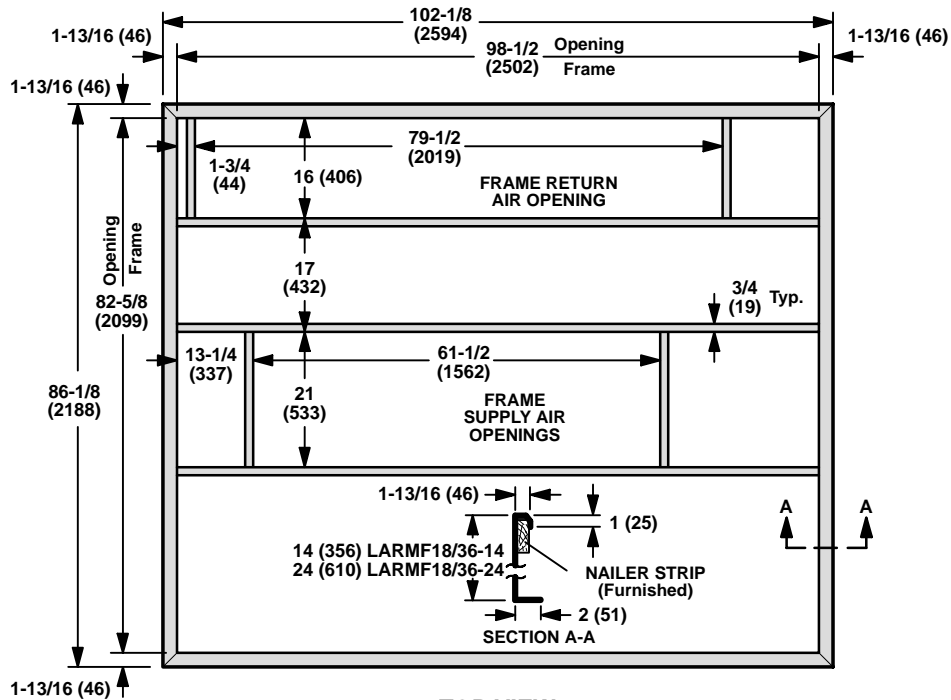 102-1/8
(2594)
1-13/16 (46)
98-1/2
(2502)
Opening
Frame
1-13/16 (46)
1-13/16 (46)
79-1/2
(2019)
1-3/4
(44)
16 (406)
FRAME RETURN
AIR OPENING
Opening
Frame
82-5/8
(2099)
17
(432)
3/4
(19)
Typ.
13-1/4
(337)
61-1/2
(1562)
86-1/8
(2188)
21
(533)
FRAME
SUPPLY AIR
OPENINGS
1-13/16 (46)
1 (25)
A A
14 (356) LARMF18/36-14
24 (610) LARMF18/36-24
NAILER STRIP
(Furnished)
2 (51)
SECTION A-A
1-13/16 (46)